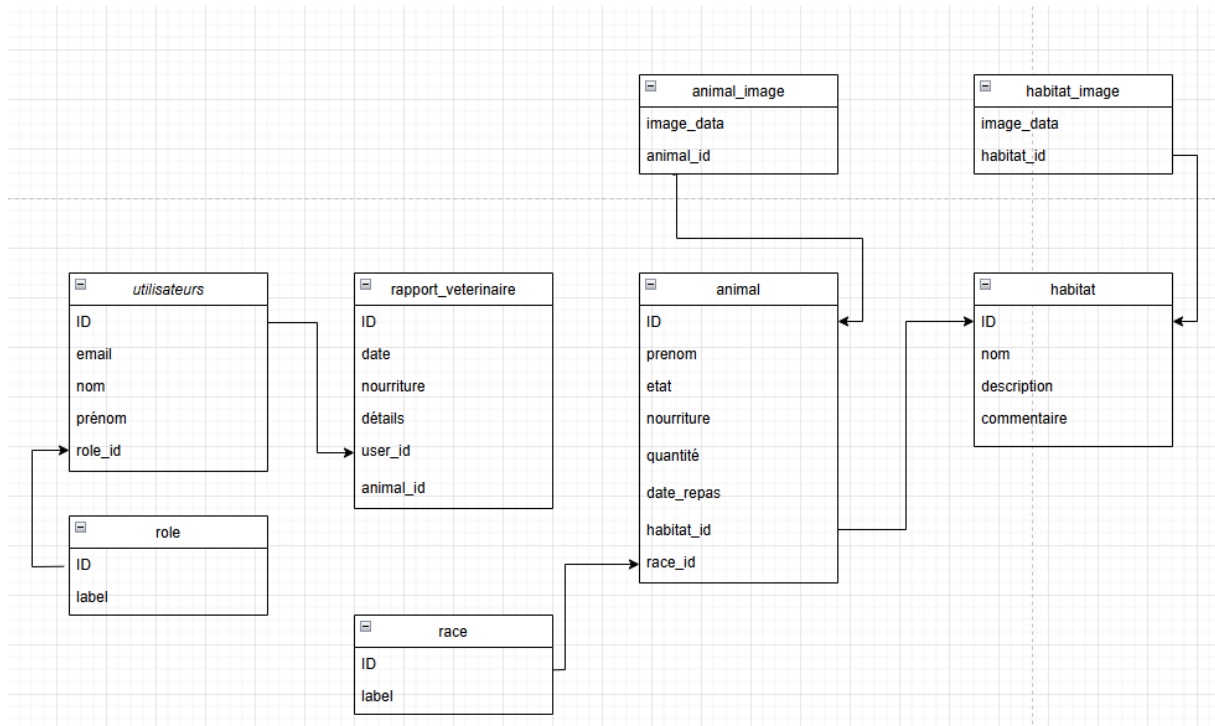 animal_image
image_data
animal_id
habitat_image
image_data
habitat_id
utilisateurs
ID
email
nom
prénom
role_id
rapport_veterinaire
ID
date
nourriture
détails
user_id
animal_id
animal
ID
prenom
etat
nourriture
quantité
date_repas
habitat_id
race_id
habitat
ID
nom
description
commentaire
role
ID
label
race
ID
label